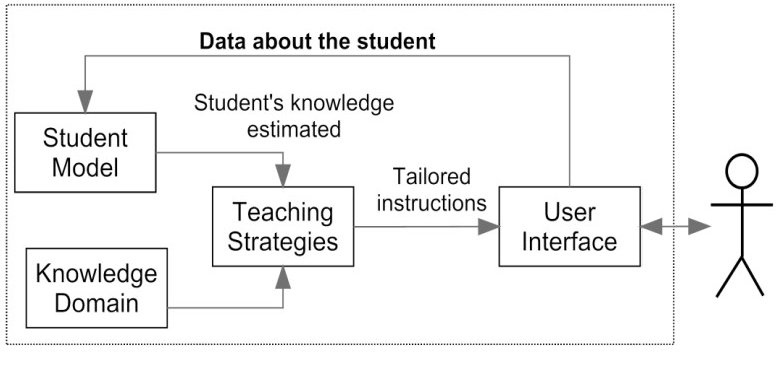 Data about the student
Student's knowledge
estimated
Student
Model
Tailored
instructions
Teaching
Strategies
User
Interface
Knowledge
Domain